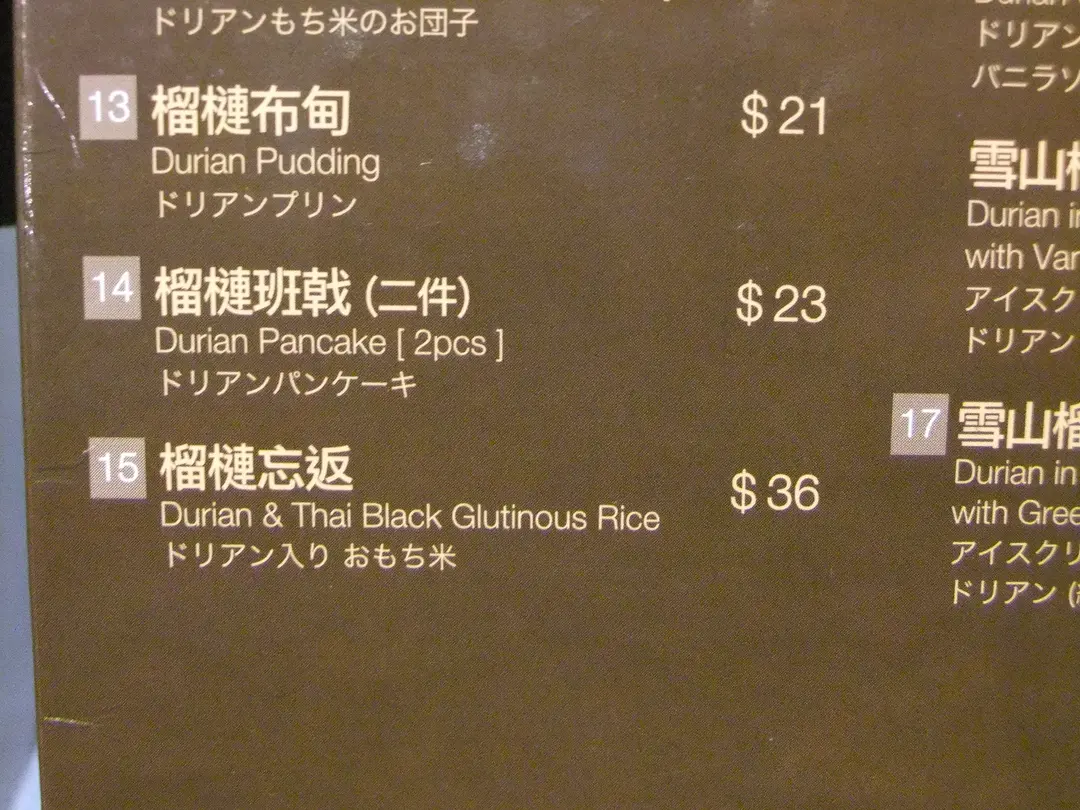 ドリアンもち米のお団子
13 榴槤布甸 $21
Durian Pudding
ドリアンプリン
14 榴槤班戟 (二件) $23
Durian Pancake [ 2pcs ]
ドリアンパンケーキ
15 榴槤忘返 $36
Durian & Thai Black Glutinous Rice
ドリアン入り おもち米
ドリアン
バニラソ
雪山
Durian in
with Van
アイスク
ドリアン
17 雪山榴
Durian in
with Gree
アイスクリ
ドリアン